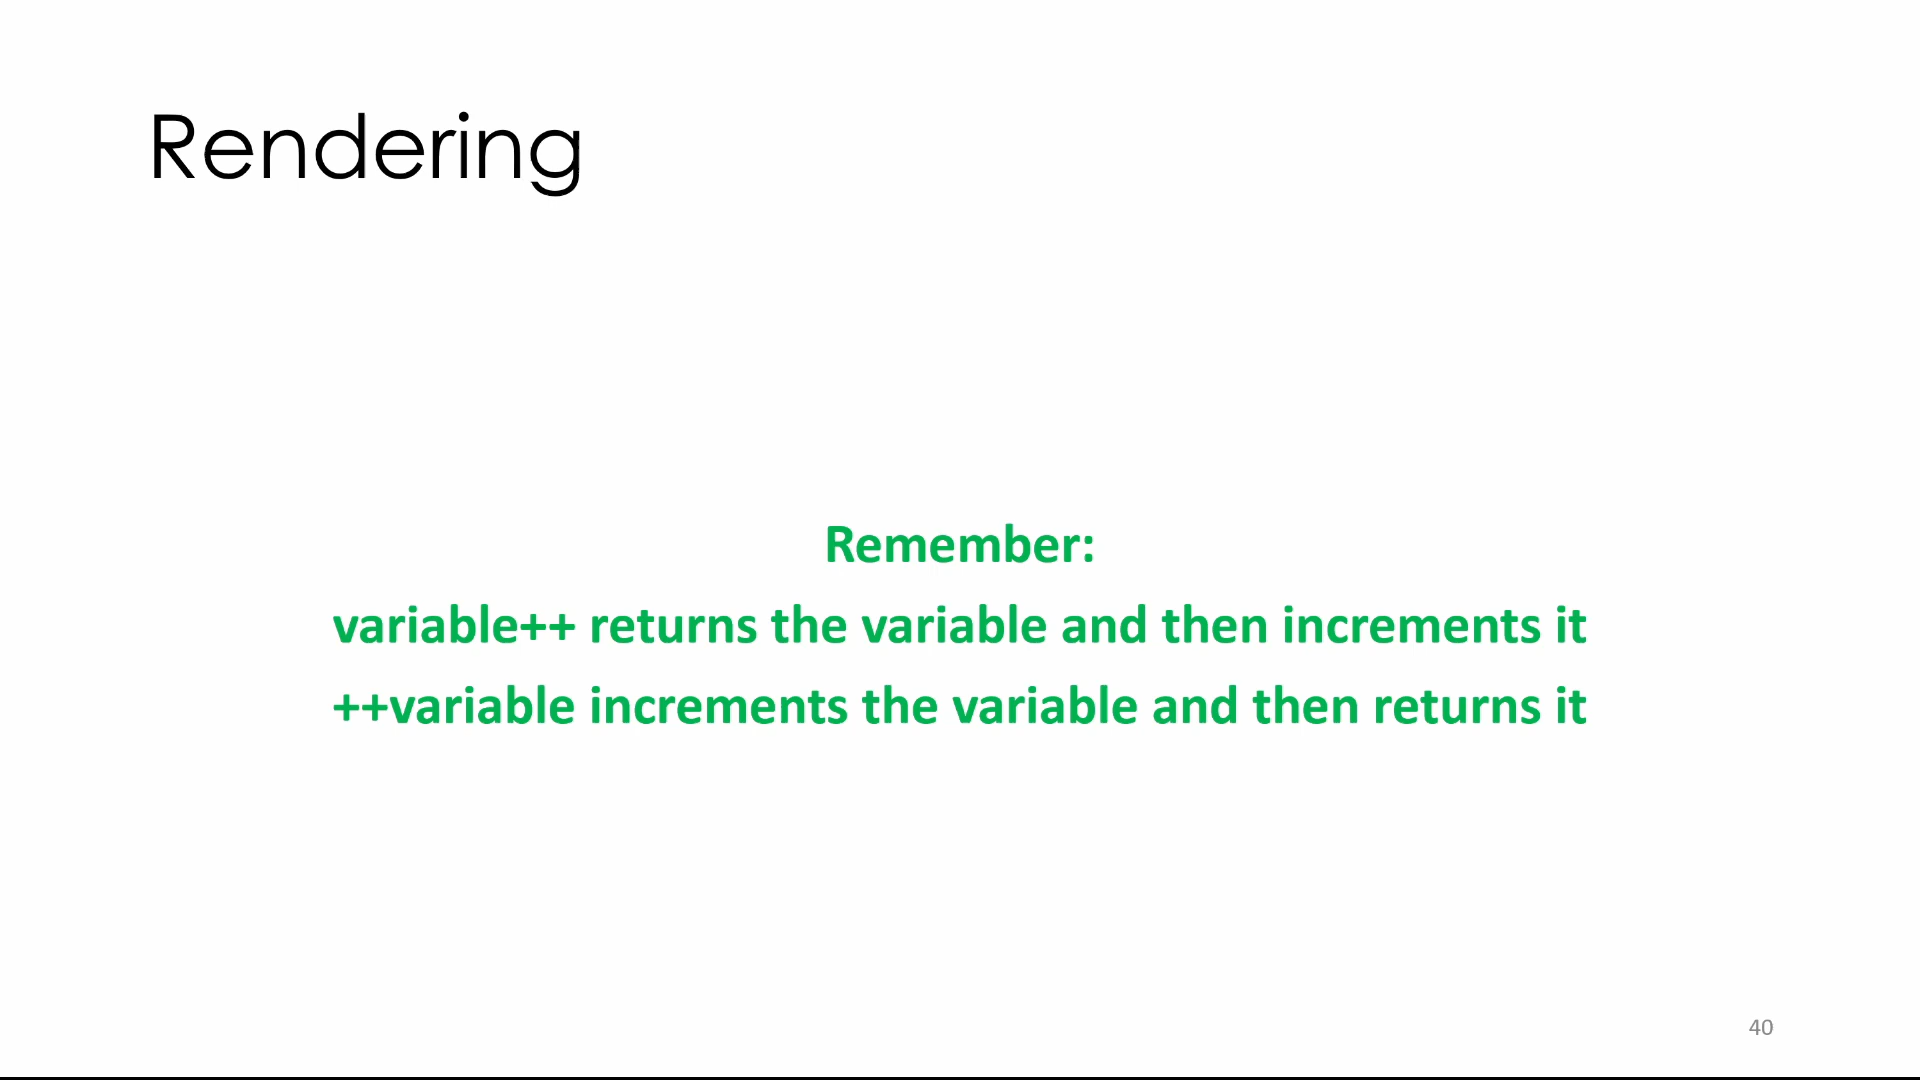 Rendering
Remember:
variable++ returns the variable and then increments it
++variable increments the variable and then returns it
40